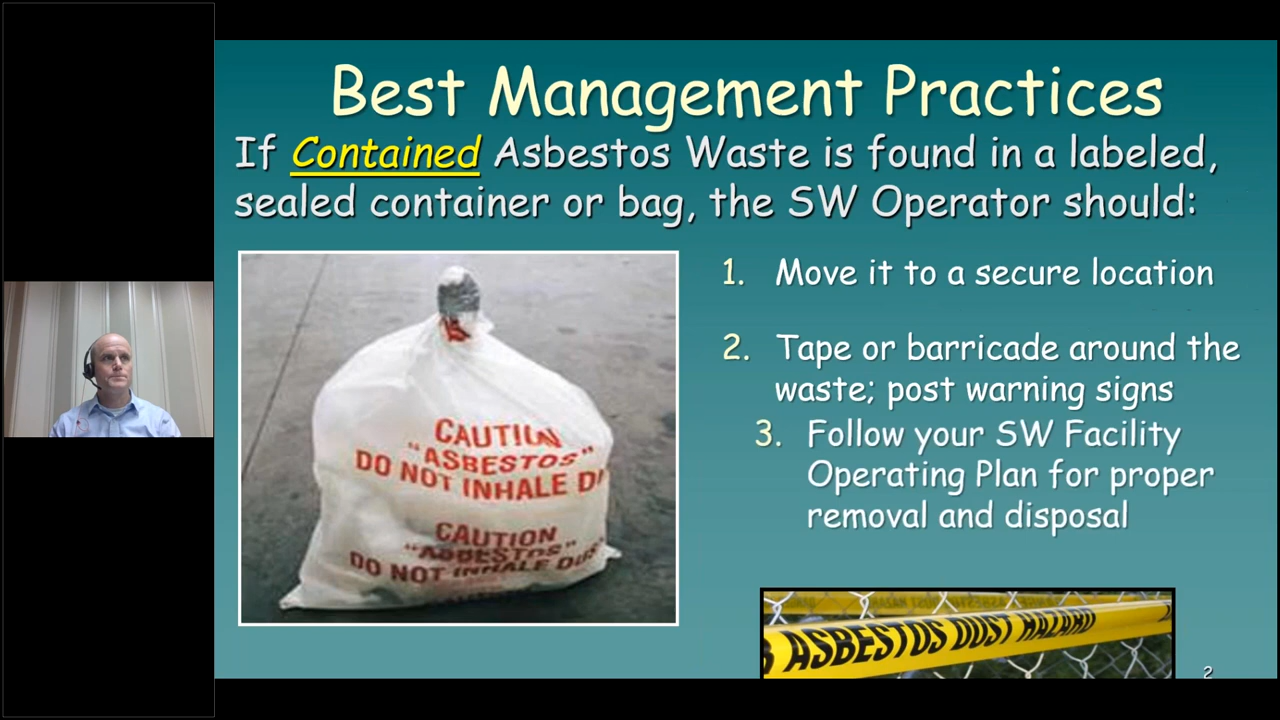 Best Management Practices
If Contained Asbestos Waste is found in a labeled,
sealed container or bag, the SW Operator should:
1. Move it to a secure location
2. Tape or barricade around the
waste; post warning signs
3. Follow your SW Facility
Operating Plan for proper
removal and disposal
CAUTION
"ASBESTOS"
DO NOT INHALE DU
CAUTION
"ASBESTOS"
DO NOT INHALE DUS
ASBESTOS DUST HAZARD
2